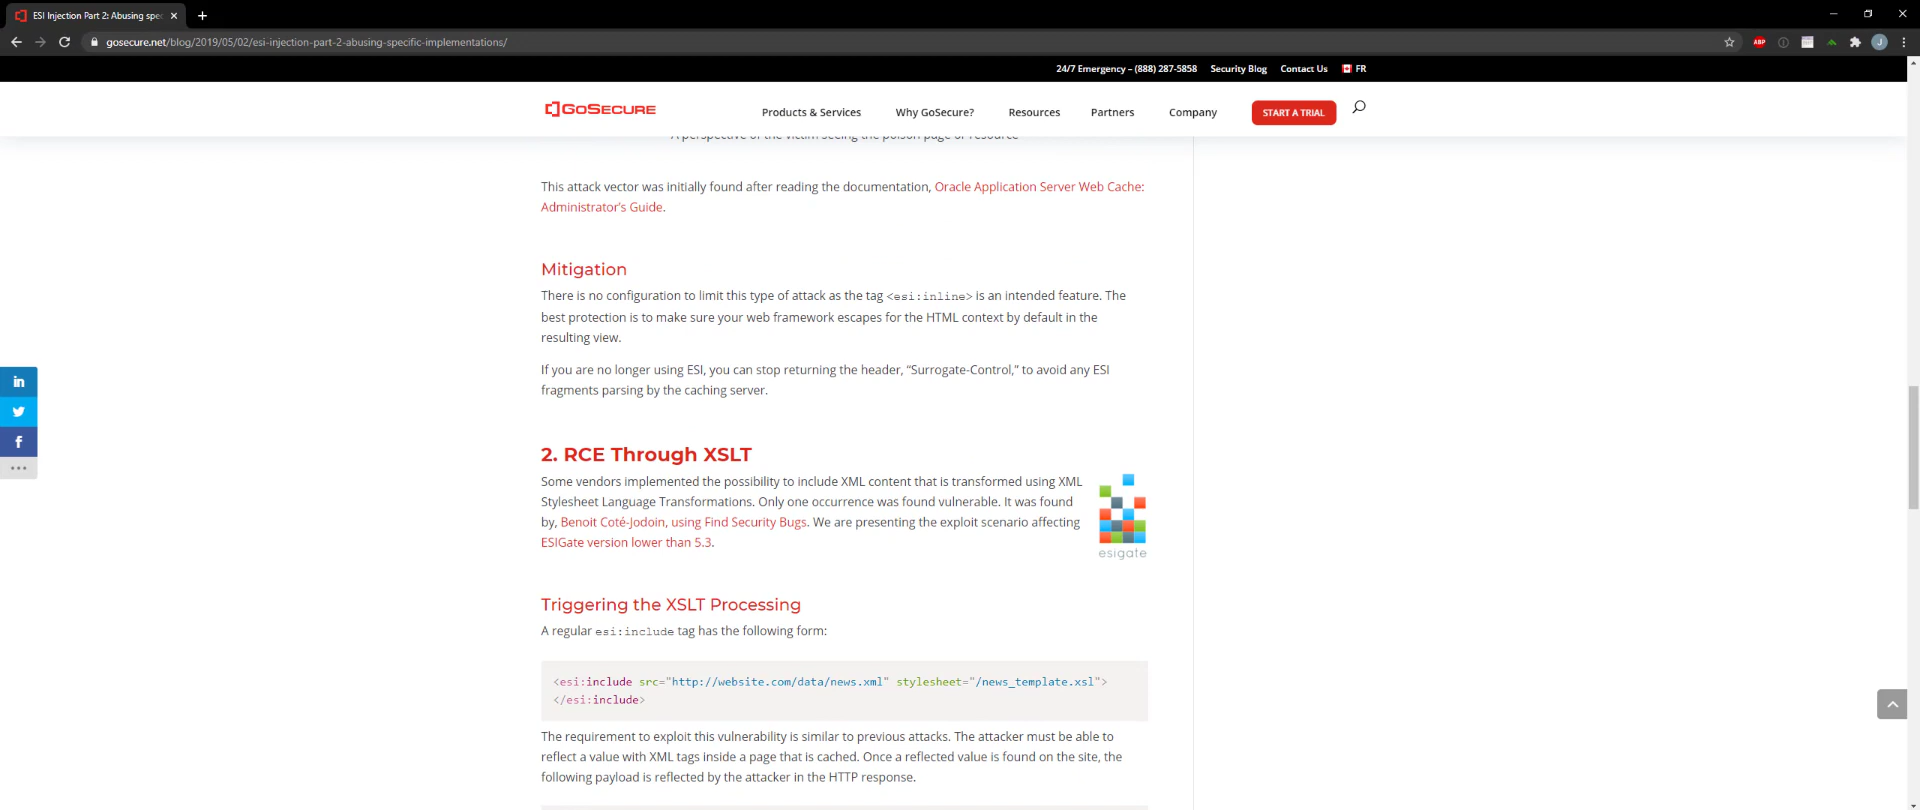 ESI Injection Part 2: Abusing spec
gosecure.net/blog/2019/05/02/esi-injection-part-2-abusing-specific-implementations/
ABP
J
24/7 Emergency – (888) 287-5858 Security Blog Contact Us FR
GOSECURE Products & Services Why GoSecure? Resources Partners Company START A TRIAL
A perspective of the victim seeing the poison page or resource
This attack vector was initially found after reading the documentation, Oracle Application Server Web Cache:
Administrator's Guide.
Mitigation
There is no configuration to limit this type of attack as the tag <esi:inline> is an intended feature. The
best protection is to make sure your web framework escapes for the HTML context by default in the
resulting view.
If you are no longer using ESI, you can stop returning the header, “Surrogate-Control,” to avoid any ESI
fragments parsing by the caching server.
in
f
2. RCE Through XSLT
Some vendors implemented the possibility to include XML content that is transformed using XML
Stylesheet Language Transformations. Only one occurrence was found vulnerable. It was found
by, Benoit Coté-Jodoin, using Find Security Bugs. We are presenting the exploit scenario affecting
ESIGate version lower than 5.3.
esigate
Triggering the XSLT Processing
A regular esi:include tag has the following form:
<esi:include src="http://website.com/data/news.xml" stylesheet="/news_template.xsl">
</esi:include>
The requirement to exploit this vulnerability is similar to previous attacks. The attacker must be able to
reflect a value with XML tags inside a page that is cached. Once a reflected value is found on the site, the
following payload is reflected by the attacker in the HTTP response.